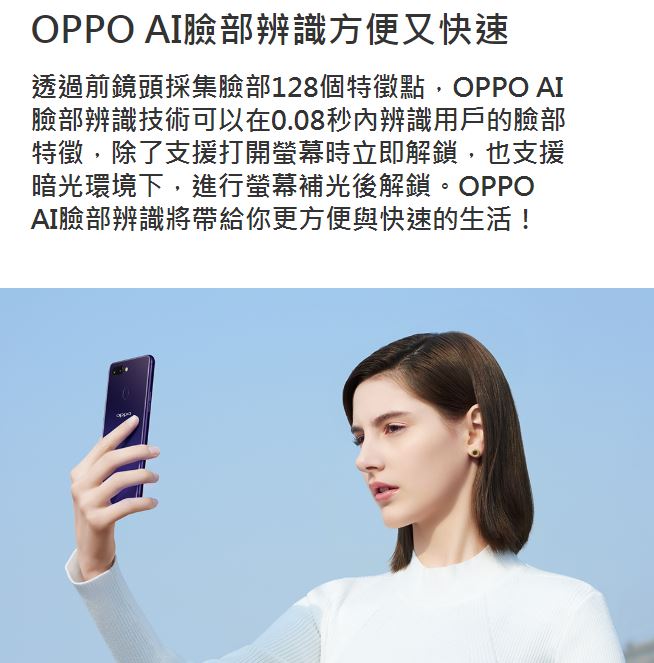 OPPO AI臉部辨識方便又快速
透過前鏡頭採集臉部128個特徵點，OPPO AI
臉部辨識技術可以在0.08秒內辨識用戶的臉部
特徵，除了支援打開螢幕時立即解鎖，也支援
暗光環境下，進行螢幕補光後解鎖。OPPO
AI臉部辨識將帶給你更方便與快速的生活！
oppo